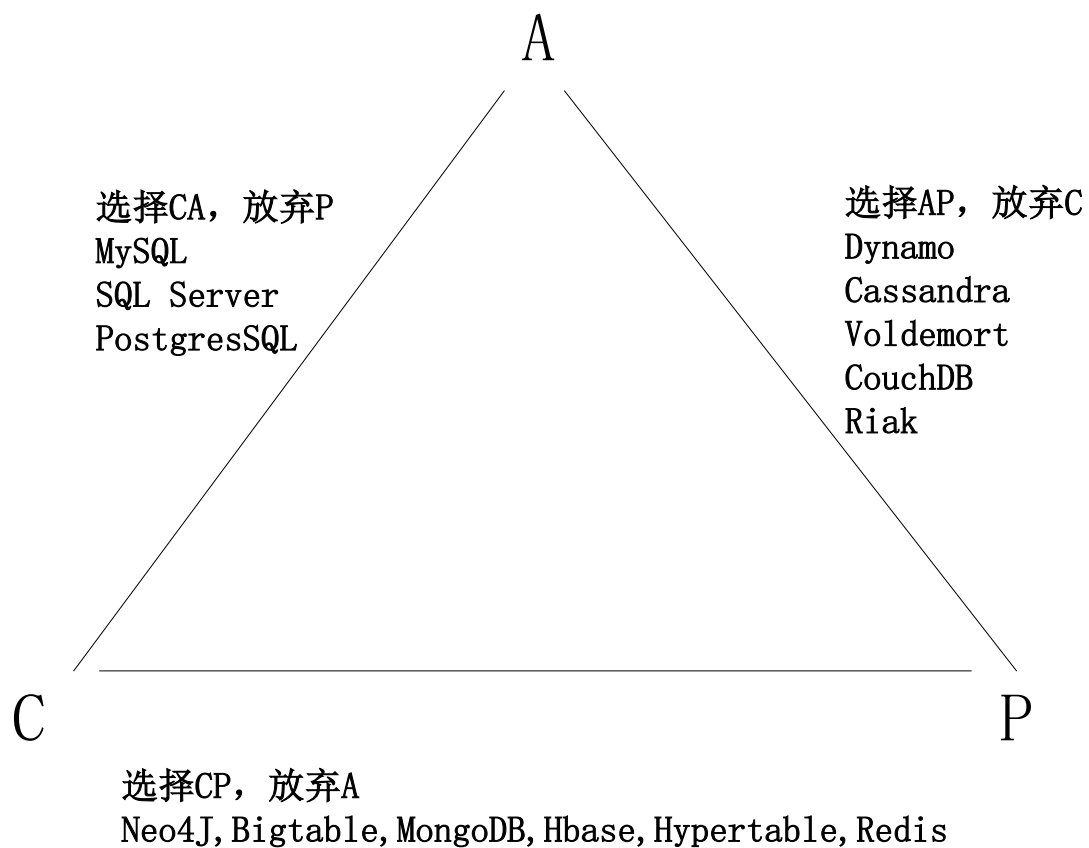 A
选择CA，放弃P
MySQL
SQL Server
PostgresSQL
选择AP，放弃C
Dynamo
Cassandra
Voldemort
CouchDB
Riak
C
P
选择CP，放弃A
Neo4J,Bigtable,MongoDB,Hbase,Hypertable,Redis